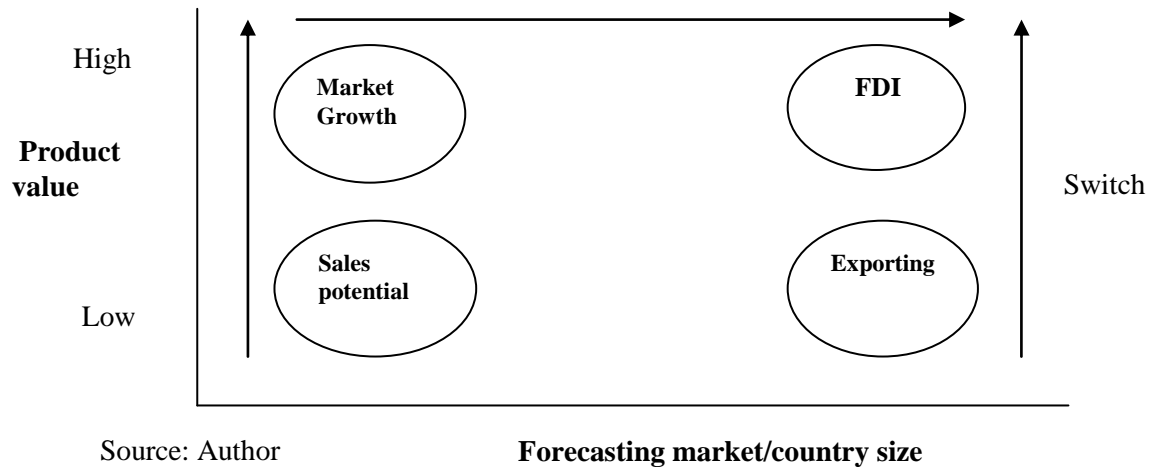 High
Market
Growth
FDI
Product
value
Switch
Sales
potential
Exporting
Low
Source: Author
Forecasting market/country size